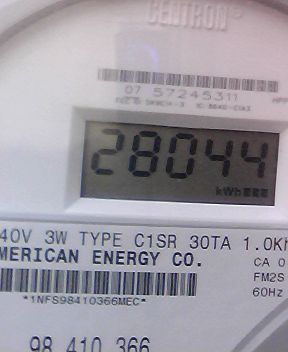 CENTRON®
07 57245311
28044
kWh
40V 3W TYPE C1SR 30TA 1.0Kh
MERICAN ENERGY CO.
CA 0
FM2S
60Hz
*1NFS98410366MEC*
98 410 366